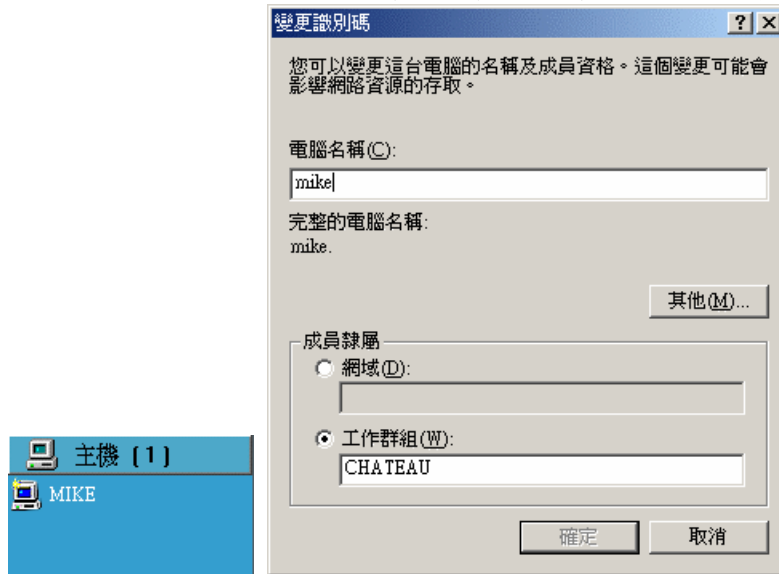 變更識別碼
您可以變更這台電腦的名稱及成員資格。這個變更可能會
影響網路資源的存取。
電腦名稱(C):
mike
完整的電腦名稱:
mike.
其他(M)...
成員隸屬
網域(D):
工作群組(W):
CHATEAU
確定
取消
主機 (1)
MIKE